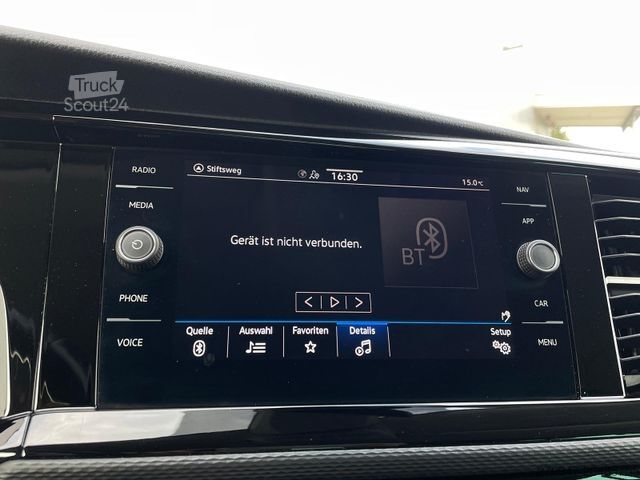 Truck
Scout24
RADIO
MEDIA
PHONE
VOICE
Stiftsweg
16:30
15.0°C
Gerät ist nicht verbunden.
BT
Quelle
Auswahl
Favoriten
Details
Setup
NAV
APP
CAR
MENU